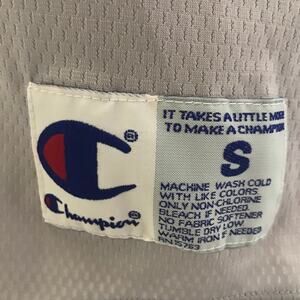 Champion
IT TAKES A LITTLE MORE
TO MAKE A CHAMPION
S
MACHINE WASH COLD
WITH LIKE COLORS.
ONLY NON-CHLORINE
BLEACH IF NEEDED.
NO FABRIC SOFTENER
TUMBLE DRY LOW
WARM IRON IF NEEDED
RN15763